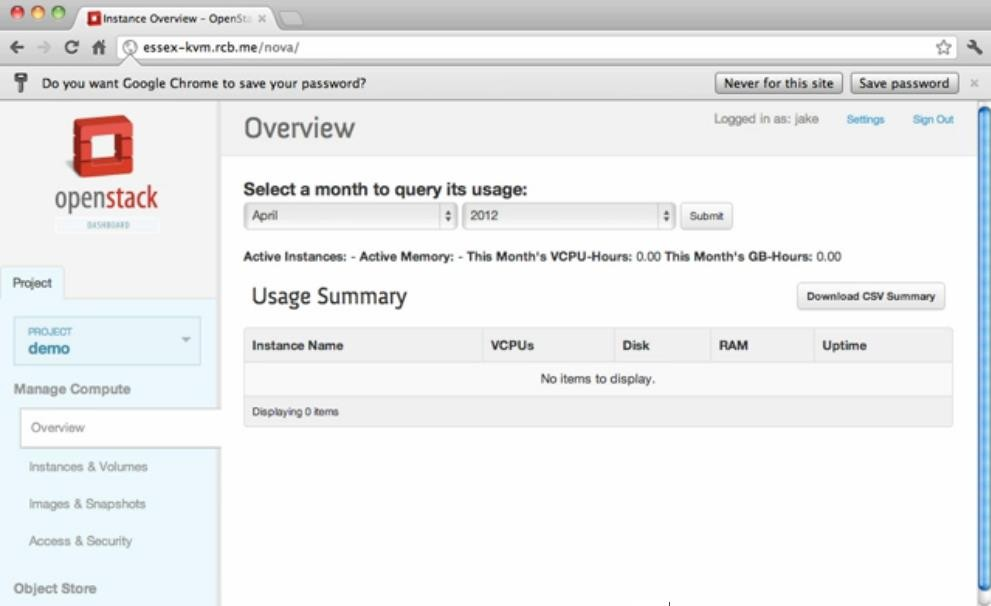 Instance Overview - OpenSta
essex-kvm.rcb.me/nova/
Do you want Google Chrome to save your password?
Never for this site
Save password
openstack
DASHBOARD
Project
PROJECT
demo
Manage Compute
Overview
Instances & Volumes
Images & Snapshots
Access & Security
Object Store
Overview
Logged in as: jake
Settings
Sign Out
Select a month to query its usage:
April
2012
Submit
Active Instances: - Active Memory: - This Month's VCPU-Hours: 0.00 This Month's GB-Hours: 0.00
Usage Summary
Download CSV Summary
Instance Name VCPUs Disk RAM Uptime
No items to display.
Displaying 0 items